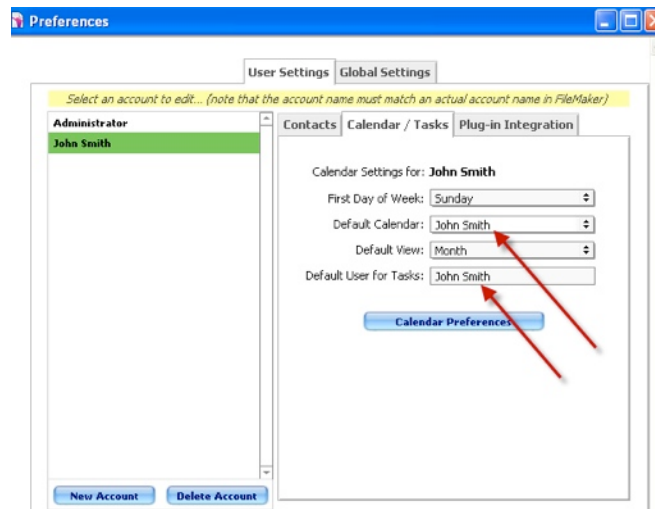 Preferences
User Settings Global Settings
Select an account to edit... (note that the account name must match an actual account name in FileMaker)
Administrator
John Smith
Contacts Calendar / Tasks Plug-in Integration
Calendar Settings for: John Smith
First Day of Week: Sunday
Default Calendar: John Smith
Default View: Month
Default User for Tasks: John Smith
Calendar Preferences
New Account Delete Account